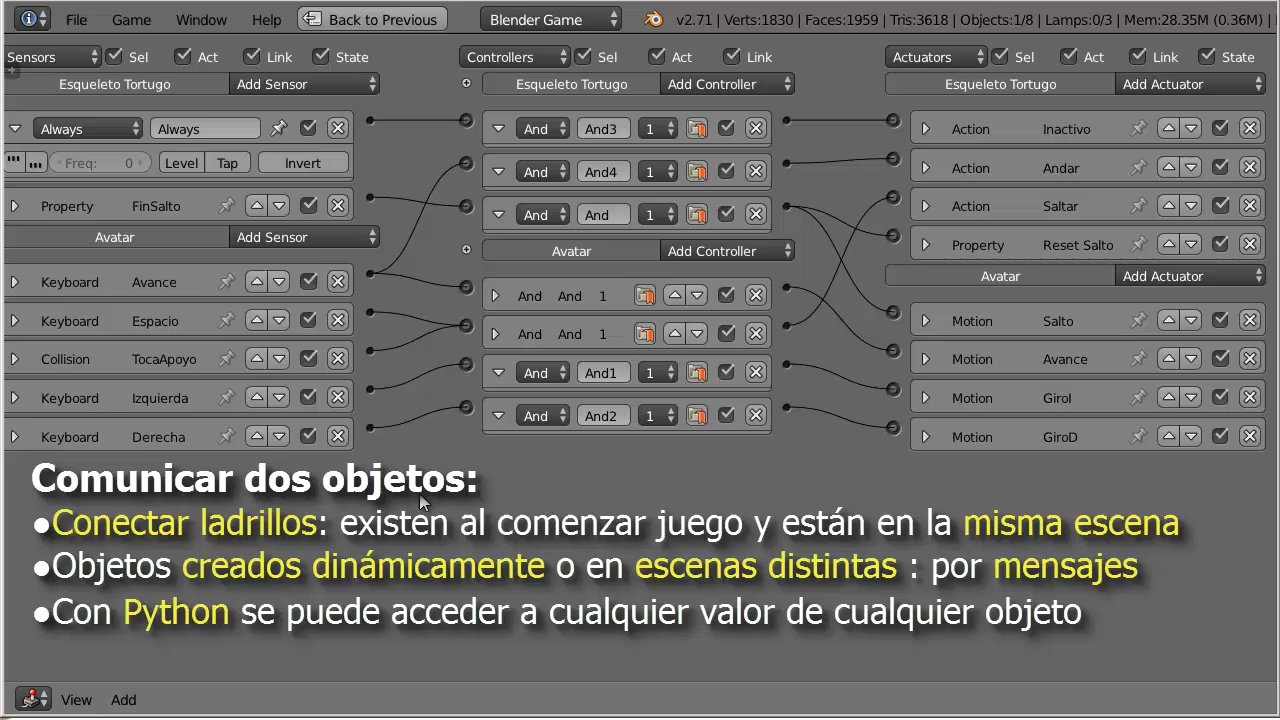 File Game Window Help Back to Previous Blender Game v2.71 | Verts:1830 | Faces:1959 | Tris:3618 | Objects:1/8 | Lamps:0/3 | Mem:28.35M (0.36M) |
Sensors Sel Act Link State Controllers Sel Act Link Actuators Sel Act Link State
Esqueleto Tortugo Add Sensor Esqueleto Tortugo Add Controller Esqueleto Tortugo Add Actuator
Always Always And And3 1 Action Inactivo
Freq: 0 Level Tap Invert And And4 1 Action Andar
Property FinSalto And And 1 Action Saltar
Avatar Add Sensor Avatar Add Controller Property Reset Salto
Avatar Add Actuator
Keyboard Avance And And 1
Keyboard Espacio And And 1 Motion Salto
Collision TocaApoyo And And1 1 Motion Avance
Keyboard Izquierda And And2 1 Motion GiroI
Keyboard Derecha Motion GiroD
Comunicar dos objetos:
●Conectar ladrillos: existen al comenzar juego y están en la misma escena
●Objetos creados dinámicamente o en escenas distintas : por mensajes
●Con Python se puede acceder a cualquier valor de cualquier objeto
View Add